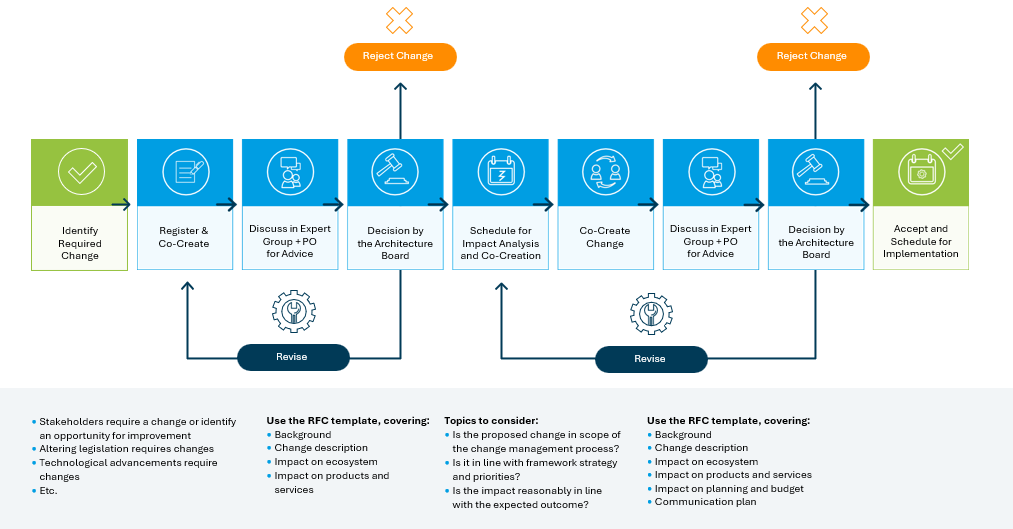 Reject Change
Reject Change
Identify
Required
Change
Register &
Co-Create
Discuss in Expert
Group + PO
for Advice
Decision by
the Architecture
Board
Schedule for
Impact Analysis
and Co-Creation
Co-Create
Change
Discuss in Expert
Group + PO
for Advice
Decision by
the Architecture
Board
Accept and
Schedule for
Implementation
Revise
Revise
• Stakeholders require a change or identify
an opportunity for improvement
• Altering legislation requires changes
• Technological advancements require
changes
• Etc.
Use the RFC template, covering:
• Background
• Change description
• Impact on ecosystem
• Impact on products and
services
Topics to consider:
• Is the proposed change in scope of
the change management process?
• Is it in line with framework strategy
and priorities?
• Is the impact reasonably in line
with the expected outcome?
Use the RFC template, covering:
• Background
• Change description
• Impact on ecosystem
• Impact on products and services
• Impact on planning and budget
• Communication plan